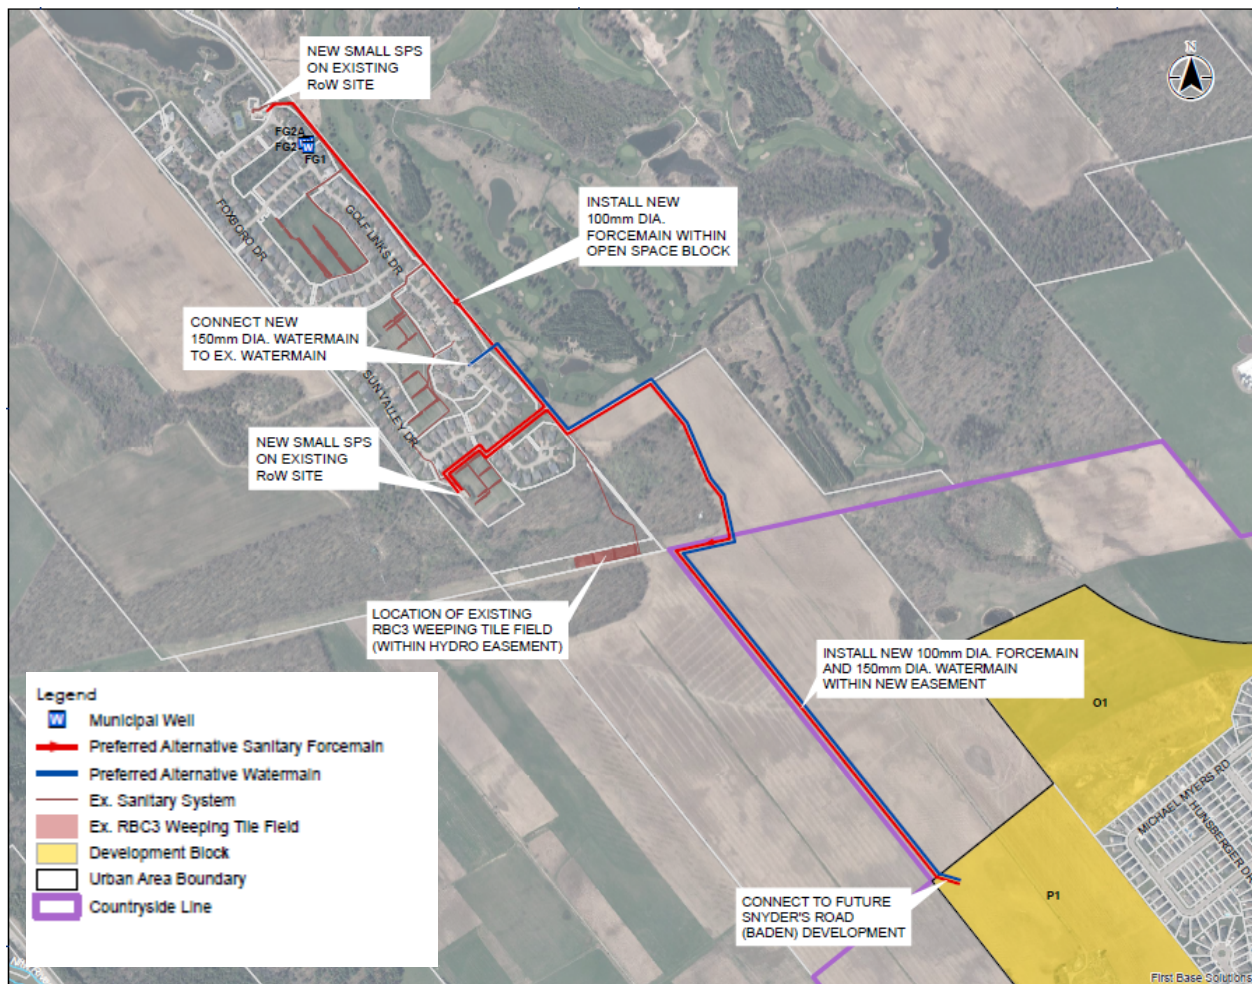 N
NEW SMALL SPS
ON EXISTING
RoW SITE
FG2A
FG2
W
FG1
INSTALL NEW
100mm DIA.
FORCEMAIN WITHIN
OPEN SPACE BLOCK
FOXBORO DR
GOLF LINKS DR
CONNECT NEW
150mm DIA. WATERMAIN
TO EX. WATERMAIN
SUN VALLEY DR
NEW SMALL SPS
ON EXISTING
RoW SITE
LOCATION OF EXISTING
RBC3 WEEPING TILE FIELD
(WITHIN HYDRO EASEMENT)
INSTALL NEW 100mm DIA. FORCEMAIN
AND 150mm DIA. WATERMAIN
WITHIN NEW EASEMENT
O1
MICHAEL MYERS RD
HUNSBERGER DR
P1
CONNECT TO FUTURE
SNYDER'S ROAD
(BADEN) DEVELOPMENT
Legend
W Municipal Well
Preferred Alternative Sanitary Forcemain
Preferred Alternative Watermain
Ex. Sanitary System
Ex. RBC3 Weeping Tile Field
Development Block
Urban Area Boundary
Countryside Line
First Base Solutions